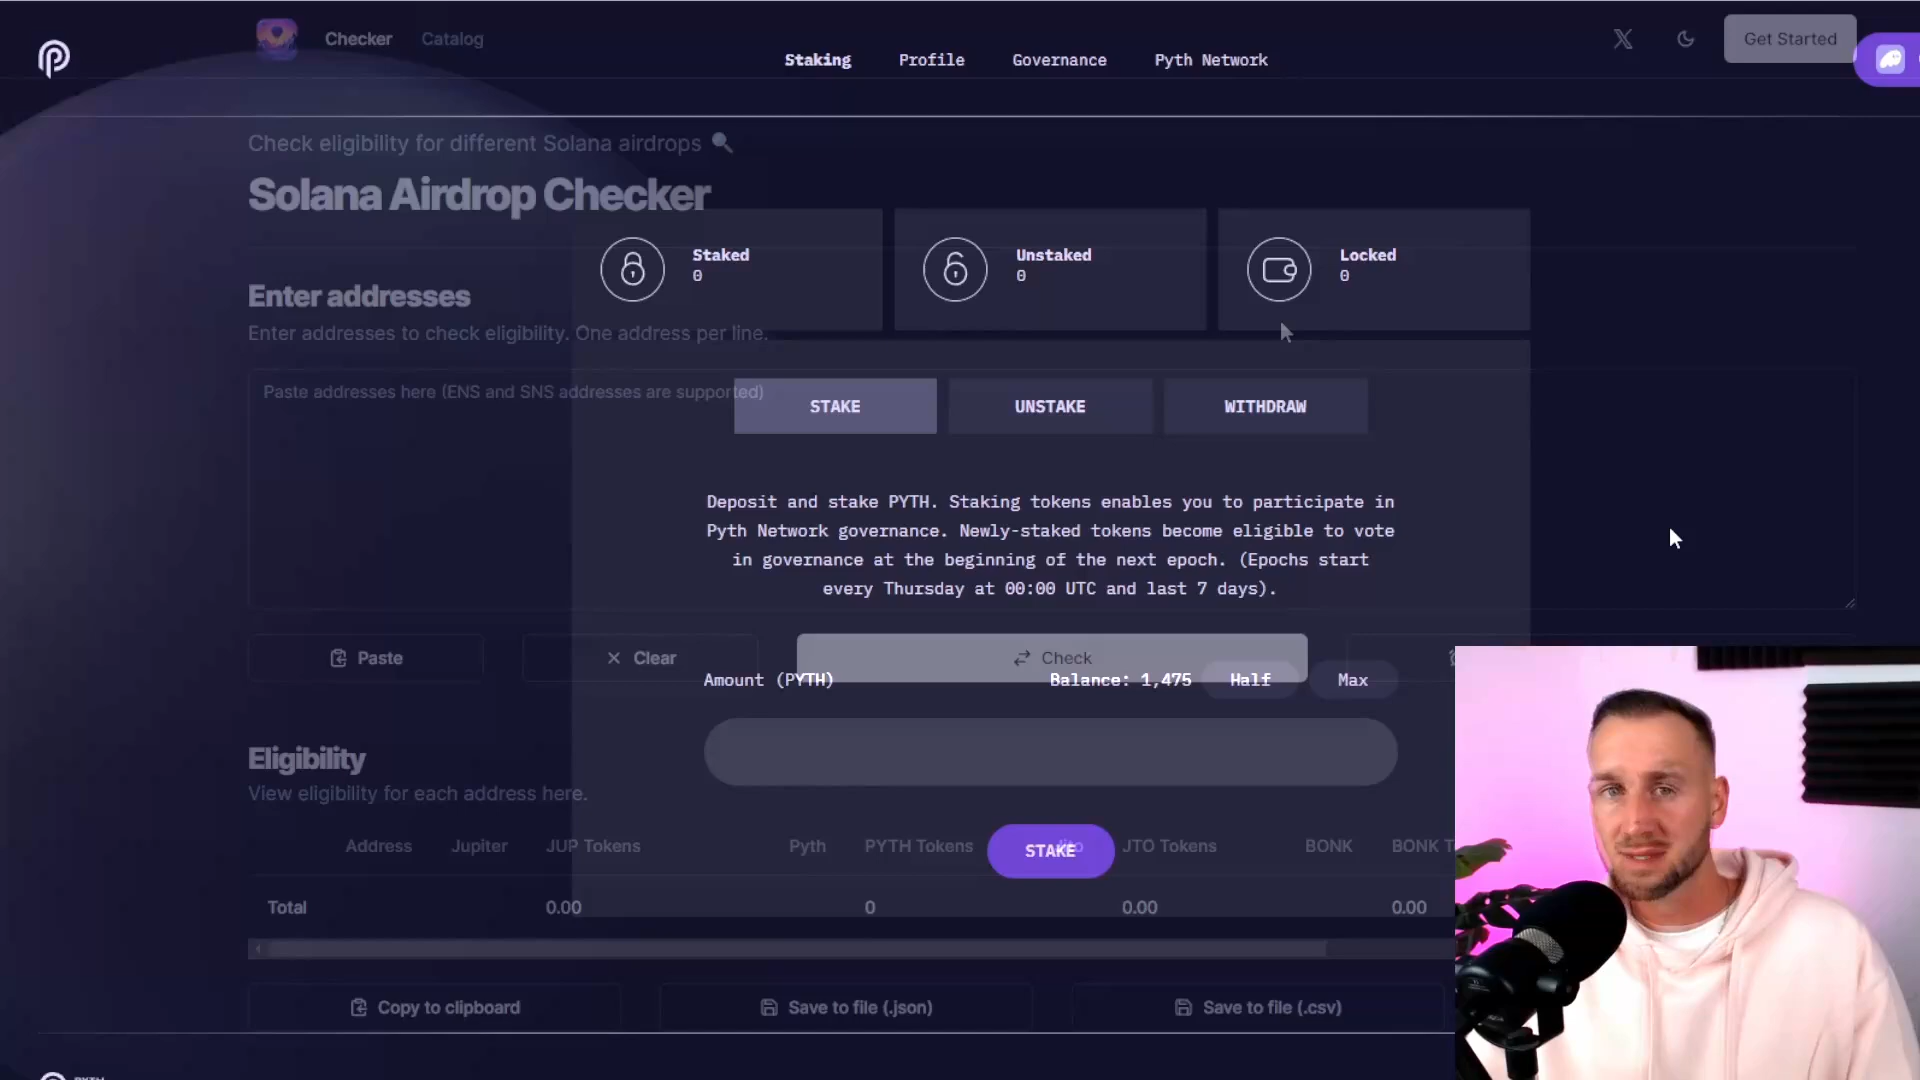 Checker Catalog
Get Started
Staking Profile Governance Pyth Network
Check eligibility for different Solana airdrops
Solana Airdrop Checker
Staked
0
Unstaked
0
Locked
0
Enter addresses
Enter addresses to check eligibility. One address per line.
Paste addresses here (ENS and SNS addresses are supported)
STAKE UNSTAKE WITHDRAW
Deposit and stake PYTH. Staking tokens enables you to participate in
Pyth Network governance. Newly-staked tokens become eligible to vote
in governance at the beginning of the next epoch. (Epochs start
every Thursday at 00:00 UTC and last 7 days).
Paste Clear Check
Amount (PYTH) Balance: 1,475 Half Max
Eligibility
View eligibility for each address here.
Address Jupiter JUP Tokens Pyth PYTH Tokens JTO Tokens BONK BONK T
STAKE
Total 0.00 0 0.00 0.00
Copy to clipboard Save to file (.json) Save to file (.csv)